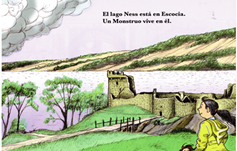 El lago Ness está en Escocia.
Un Monstruo vive en él.